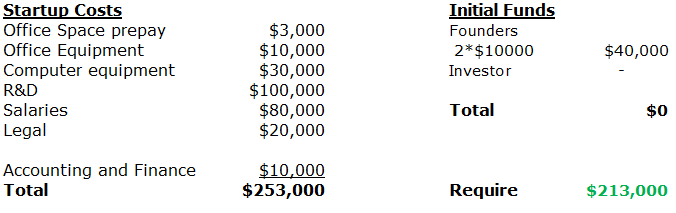 Startup Costs Initial Funds
Office Space prepay $3,000 Founders
Office Equipment $10,000 2*$10000 $40,000
Computer equipment $30,000 Investor -
R&D $100,000
Salaries $80,000 Total $0
Legal $20,000
Accounting and Finance $10,000
Total $253,000 Require $213,000